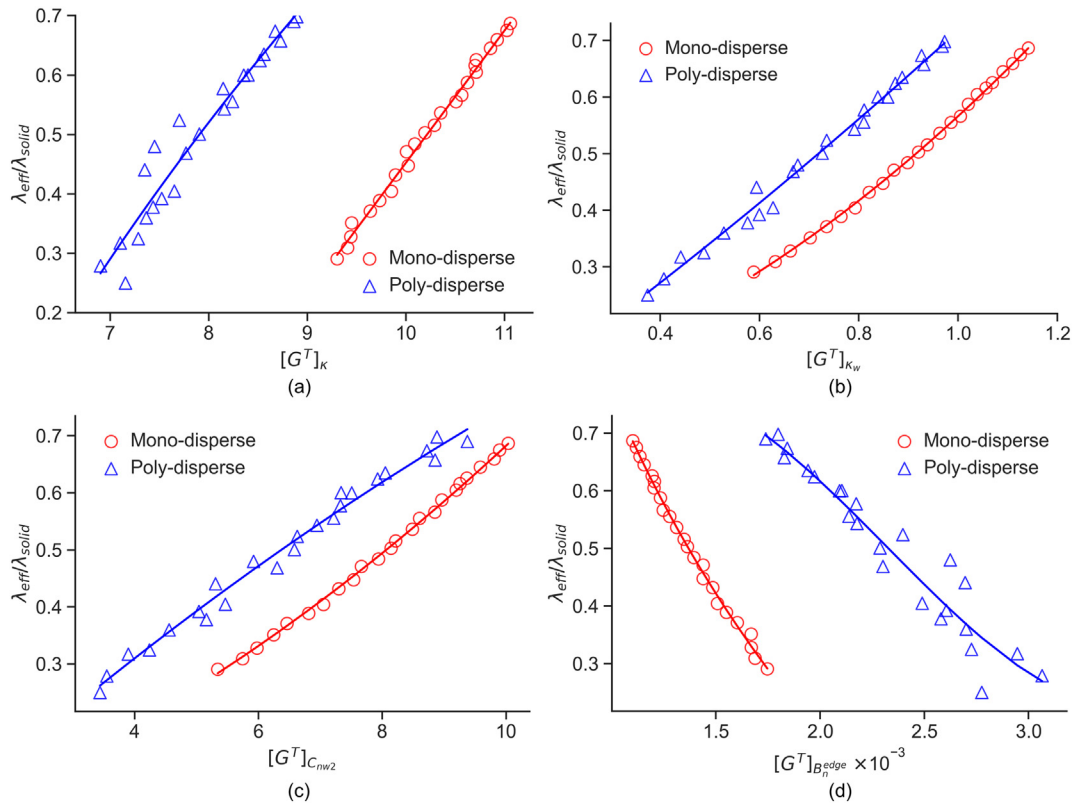 λeff/λsolid
0.7
0.6
0.5
0.4
0.3
0.2
Mono-disperse
Poly-disperse
7 8 9 10 11
[G^T]_K
(a)
λeff/λsolid
0.7
0.6
0.5
0.4
0.3
Mono-disperse
Poly-disperse
0.4 0.6 0.8 1.0 1.2
[G^T]_{K_w}
(b)
λeff/λsolid
0.7
0.6
0.5
0.4
0.3
Mono-disperse
Poly-disperse
4 6 8 10
[G^T]_{C_{nw2}}
(c)
λeff/λsolid
0.7
0.6
0.5
0.4
0.3
Mono-disperse
Poly-disperse
1.5 2.0 2.5 3.0
[G^T]_{B_n^{edge}} ×10^{−3}
(d)